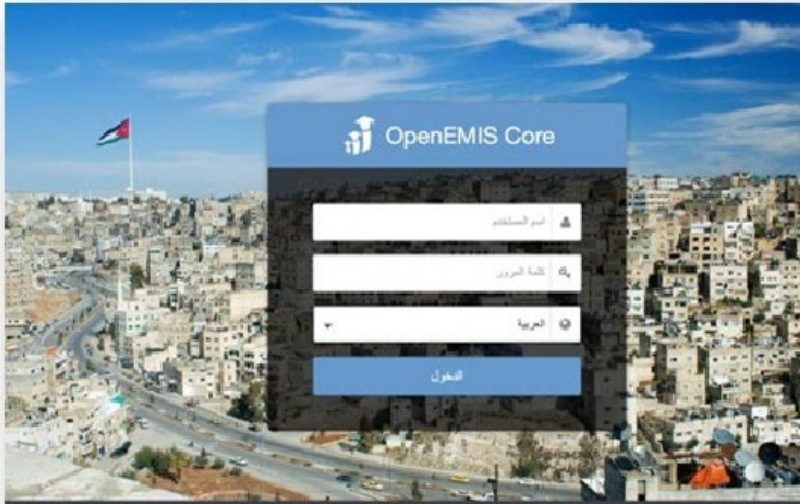 OpenEMIS Core
اسم المستخدم
كلمة المرور
العربية
الدخول